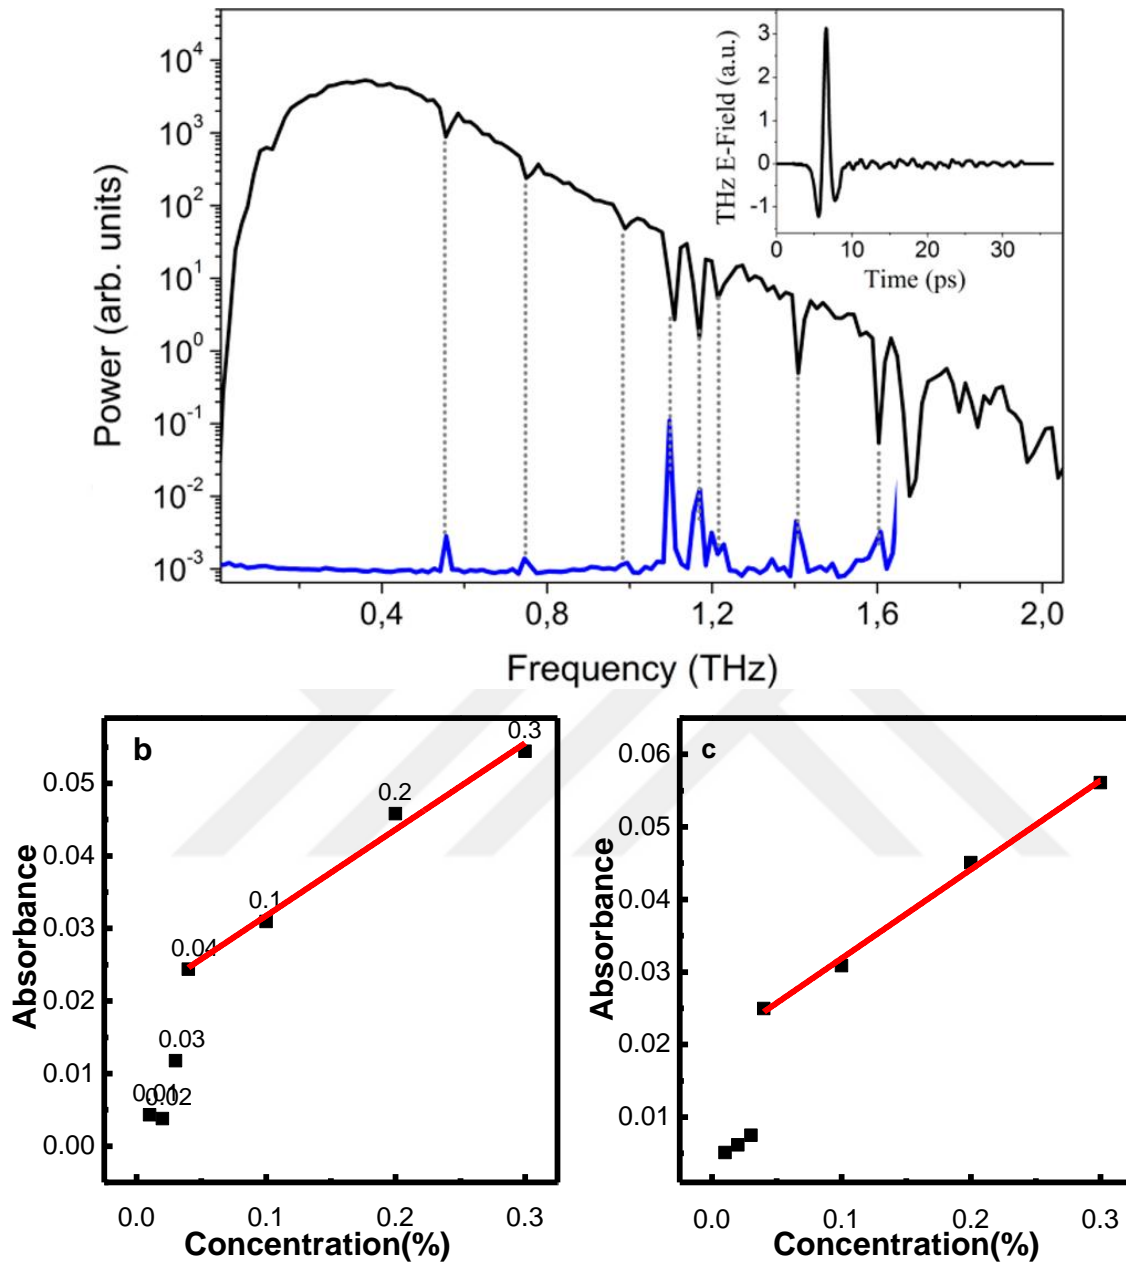 Power (arb. units)
10^4
10^3
10^2
10^1
10^0
10^-1
10^-2
10^-3
0,4 0,8 1,2 1,6 2,0
Frequency (THz)
THz E-Field (a.u.)
3
2
1
0
-1
0 10 20 30
Time (ps)
b
Absorbance
0.05
0.04
0.03
0.02
0.01
0.00
0.3
0.2
0.1
0.04
0.03
0.01
0.02
0.0 0.1 0.2 0.3
Concentration(%)
c
Absorbance
0.06
0.05
0.04
0.03
0.02
0.01
0.0 0.1 0.2 0.3
Concentration(%)